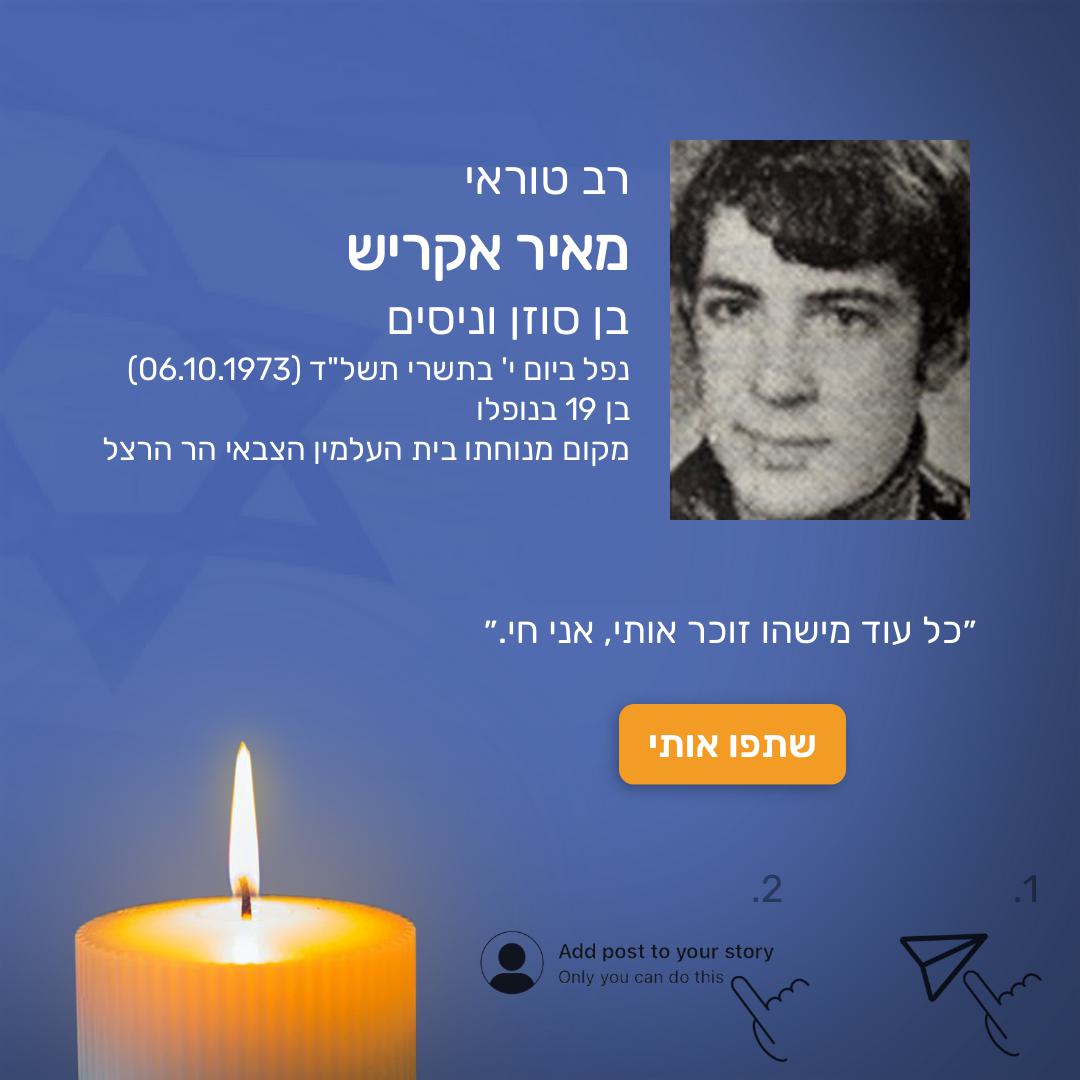 רב טוראי
מאיר אקריש
בן סוזן וניסים
נפל ביום י' בתשרי תשל"ד (06.10.1973)
בן 19 בנופלו
מקום מנוחתו בית העלמין הצבאי הר הרצל
״כל עוד מישהו זוכר אותי, אני חי.״
שתפו אותי
.1
.2
Add post to your story
Only you can do this